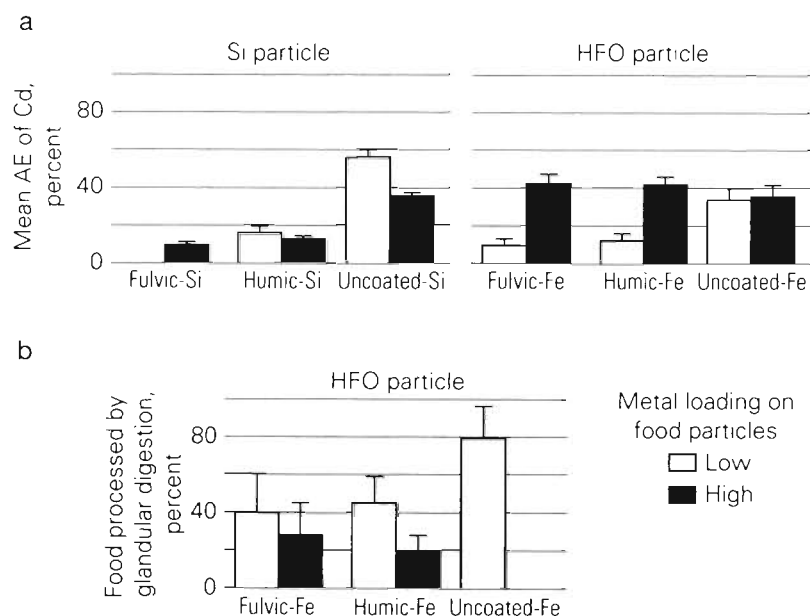 a
Si particle
HFO particle
Mean AE of Cd,
percent
80
40
0
Fulvic-Si
Humic-Si
Uncoated-Si
Fulvic-Fe
Humic-Fe
Uncoated-Fe
b
HFO particle
Food processed by
glandular digestion,
percent
80
40
0
Fulvic-Fe
Humic-Fe
Uncoated-Fe
Metal loading on
food particles
Low
High